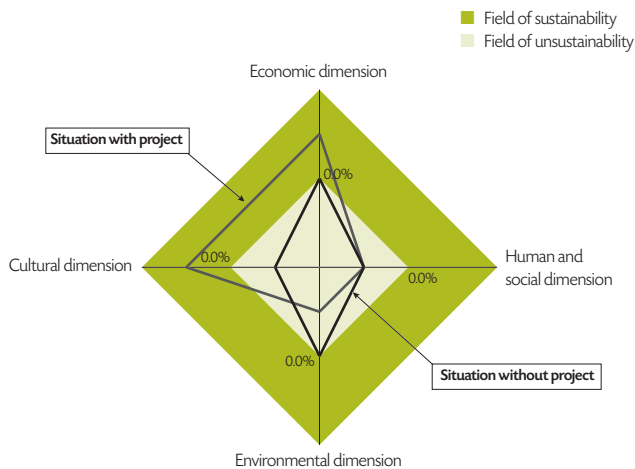 Field of sustainability
Field of unsustainability
Economic dimension
Situation with project
0.0%
Cultural dimension
0.0%
Human and
social dimension
0.0%
0.0%
Situation without project
Environmental dimension